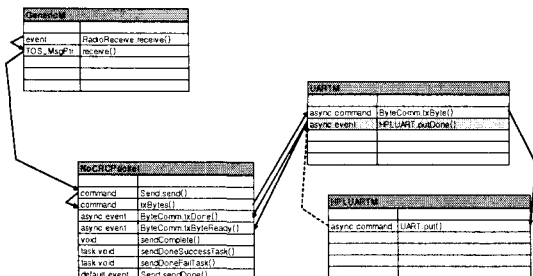 GenericM
event RadioReceive.receive()
TOS_MsgPtr receive()
UARTM
async command ByteComm.txByte()
async event HPLUART.putDone()
NoCRCPacket
command Send.send()
command txBytes()
async event ByteComm.txDone()
async event ByteComm.txByteReady()
void sendComplete()
task void sendDoneSuccessTask()
task void sendDoneFailTask()
default event Send.sendDone()
HPLUARTM
async command UART.put()